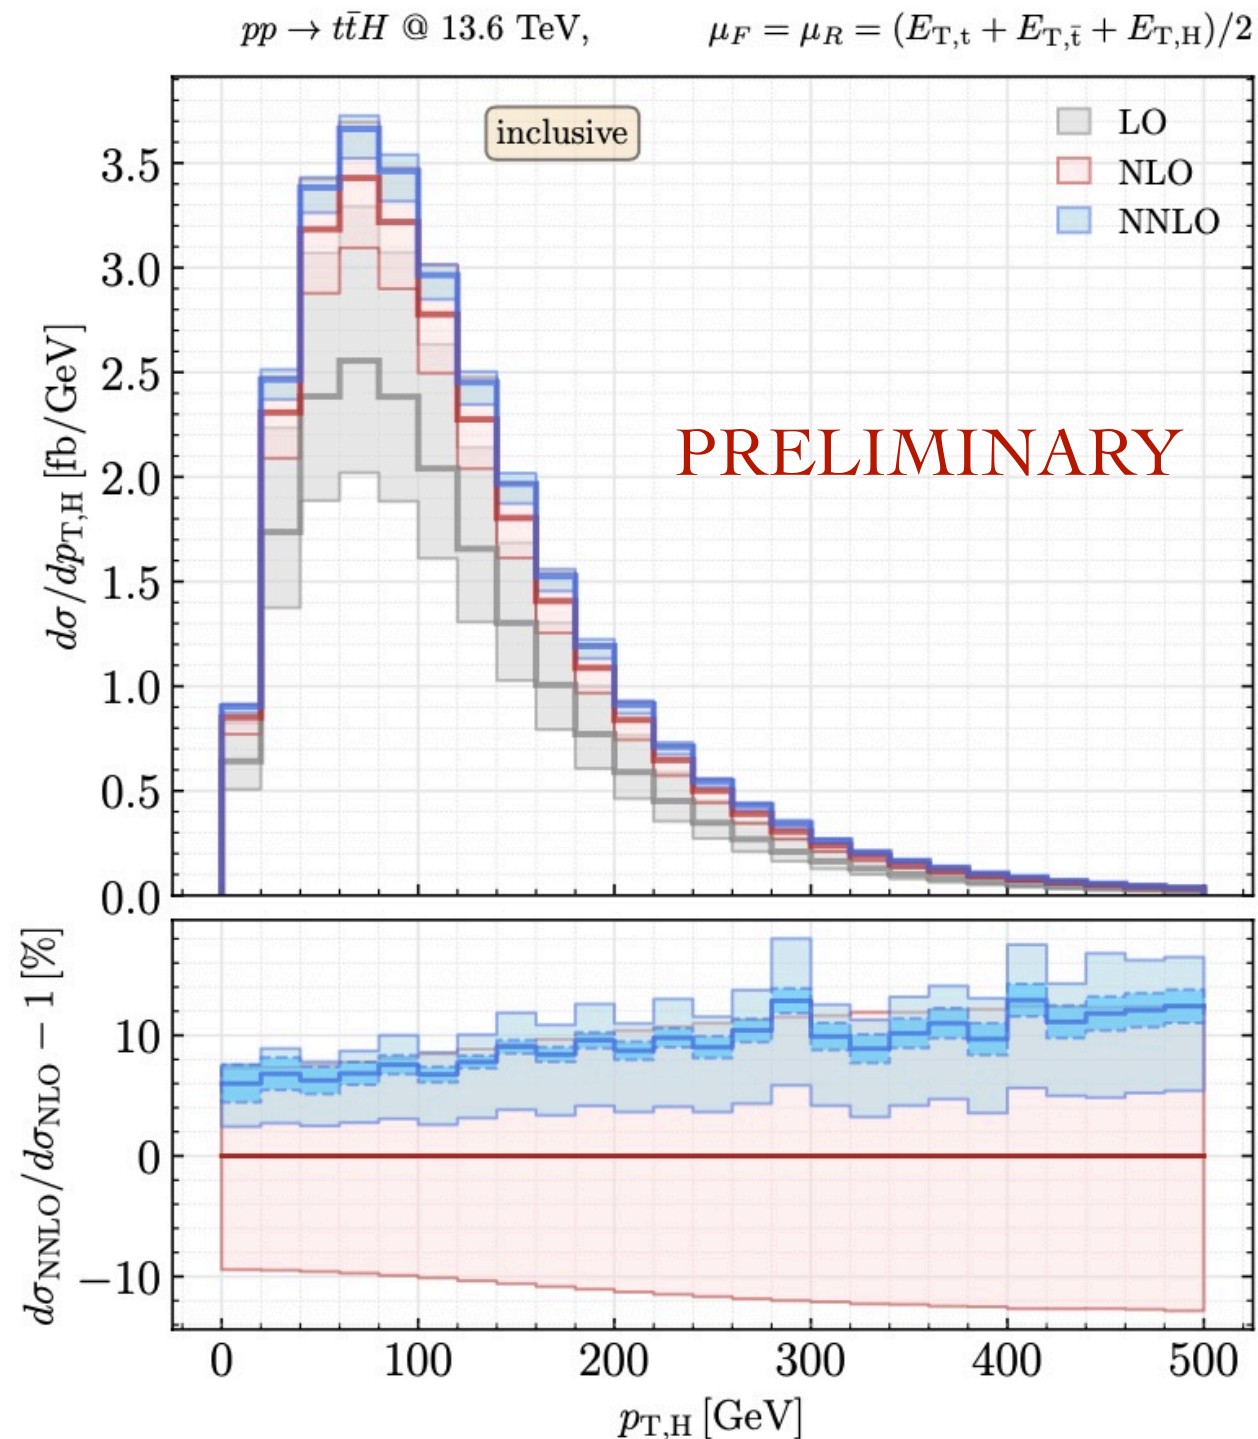 pp → tt̄H @ 13.6 TeV, μ_F = μ_R = (E_T,t + E_T,t̄ + E_T,H)/2
inclusive
LO
NLO
NNLO
PRELIMINARY
dσ/dp_T,H [fb/GeV]
3.5
3.0
2.5
2.0
1.5
1.0
0.5
0.0
dσ_NNLO/dσ_NLO − 1 [%]
10
0
−10
0 100 200 300 400 500
p_T,H [GeV]